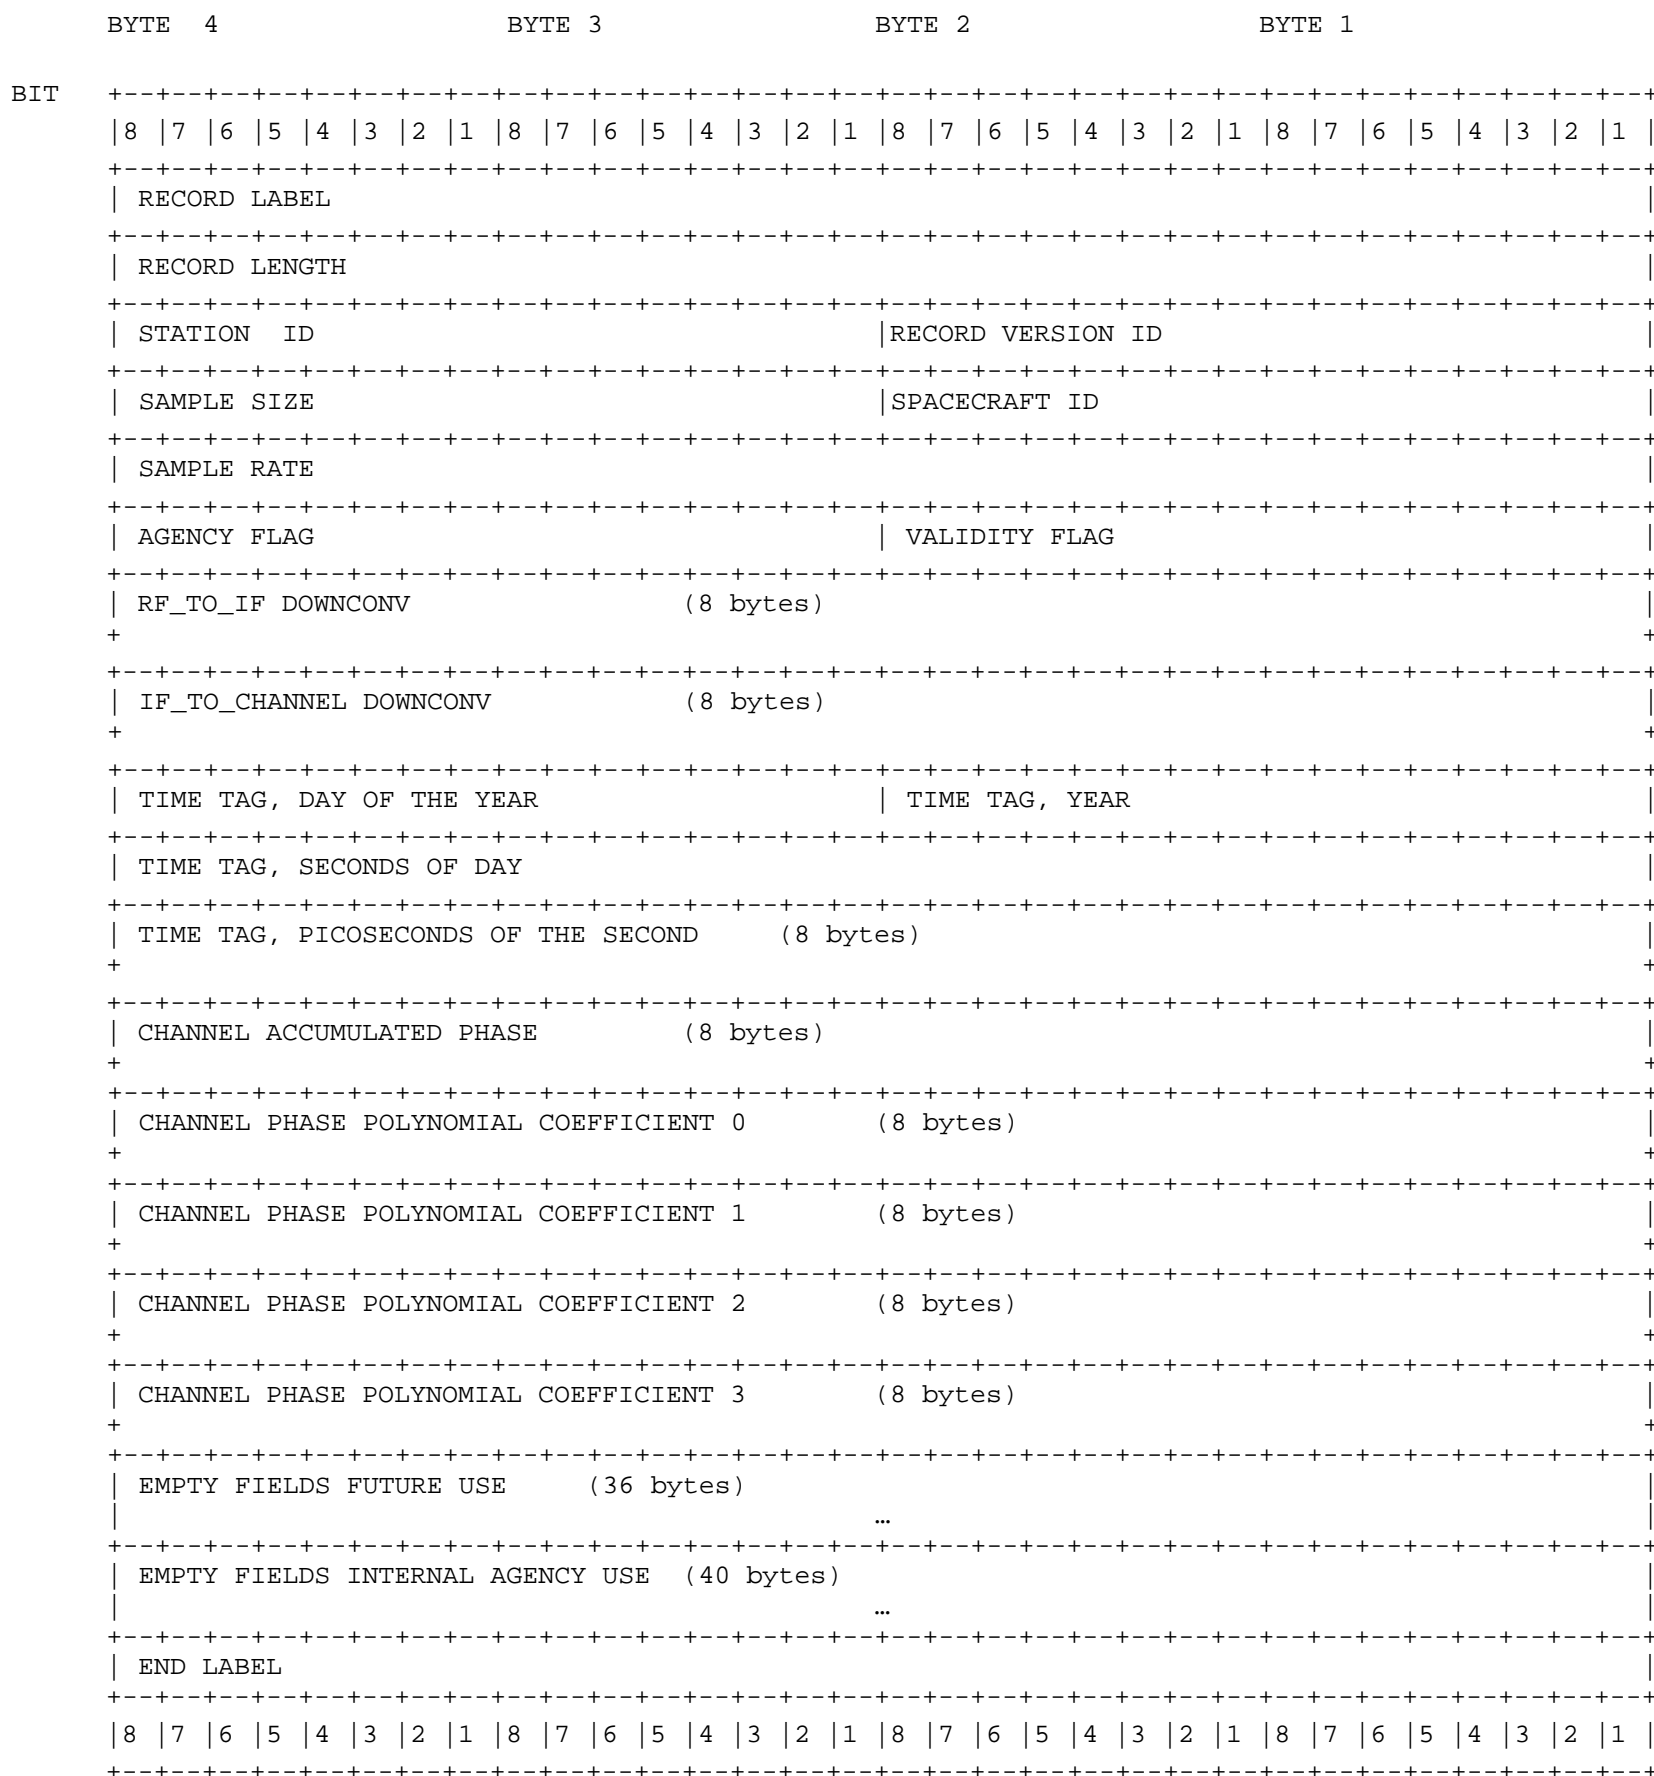 BYTE 4 BYTE 3 BYTE 2 BYTE 1
BIT +--+--+--+--+--+--+--+--+--+--+--+--+--+--+--+--+--+--+--+--+--+--+--+--+--+--+--+--+--+--+--+--+
|8 |7 |6 |5 |4 |3 |2 |1 |8 |7 |6 |5 |4 |3 |2 |1 |8 |7 |6 |5 |4 |3 |2 |1 |8 |7 |6 |5 |4 |3 |2 |1 |
+--+--+--+--+--+--+--+--+--+--+--+--+--+--+--+--+--+--+--+--+--+--+--+--+--+--+--+--+--+--+--+--+
| RECORD LABEL |
+--+--+--+--+--+--+--+--+--+--+--+--+--+--+--+--+--+--+--+--+--+--+--+--+--+--+--+--+--+--+--+--+
| RECORD LENGTH |
+--+--+--+--+--+--+--+--+--+--+--+--+--+--+--+--+--+--+--+--+--+--+--+--+--+--+--+--+--+--+--+--+
| STATION ID |RECORD VERSION ID |
+--+--+--+--+--+--+--+--+--+--+--+--+--+--+--+--+--+--+--+--+--+--+--+--+--+--+--+--+--+--+--+--+
| SAMPLE SIZE |SPACECRAFT ID |
+--+--+--+--+--+--+--+--+--+--+--+--+--+--+--+--+--+--+--+--+--+--+--+--+--+--+--+--+--+--+--+--+
| SAMPLE RATE |
+--+--+--+--+--+--+--+--+--+--+--+--+--+--+--+--+--+--+--+--+--+--+--+--+--+--+--+--+--+--+--+--+
| AGENCY FLAG | VALIDITY FLAG |
+--+--+--+--+--+--+--+--+--+--+--+--+--+--+--+--+--+--+--+--+--+--+--+--+--+--+--+--+--+--+--+--+
| RF_TO_IF DOWNCONV (8 bytes) |
+ +
+--+--+--+--+--+--+--+--+--+--+--+--+--+--+--+--+--+--+--+--+--+--+--+--+--+--+--+--+--+--+--+--+
| IF_TO_CHANNEL DOWNCONV (8 bytes) |
+ +
+--+--+--+--+--+--+--+--+--+--+--+--+--+--+--+--+--+--+--+--+--+--+--+--+--+--+--+--+--+--+--+--+
| TIME TAG, DAY OF THE YEAR | TIME TAG, YEAR |
+--+--+--+--+--+--+--+--+--+--+--+--+--+--+--+--+--+--+--+--+--+--+--+--+--+--+--+--+--+--+--+--+
| TIME TAG, SECONDS OF DAY |
+--+--+--+--+--+--+--+--+--+--+--+--+--+--+--+--+--+--+--+--+--+--+--+--+--+--+--+--+--+--+--+--+
| TIME TAG, PICOSECONDS OF THE SECOND (8 bytes) |
+ +
+--+--+--+--+--+--+--+--+--+--+--+--+--+--+--+--+--+--+--+--+--+--+--+--+--+--+--+--+--+--+--+--+
| CHANNEL ACCUMULATED PHASE (8 bytes) |
+ +
+--+--+--+--+--+--+--+--+--+--+--+--+--+--+--+--+--+--+--+--+--+--+--+--+--+--+--+--+--+--+--+--+
| CHANNEL PHASE POLYNOMIAL COEFFICIENT 0 (8 bytes) |
+ +
+--+--+--+--+--+--+--+--+--+--+--+--+--+--+--+--+--+--+--+--+--+--+--+--+--+--+--+--+--+--+--+--+
| CHANNEL PHASE POLYNOMIAL COEFFICIENT 1 (8 bytes) |
+ +
+--+--+--+--+--+--+--+--+--+--+--+--+--+--+--+--+--+--+--+--+--+--+--+--+--+--+--+--+--+--+--+--+
| CHANNEL PHASE POLYNOMIAL COEFFICIENT 2 (8 bytes) |
+ +
+--+--+--+--+--+--+--+--+--+--+--+--+--+--+--+--+--+--+--+--+--+--+--+--+--+--+--+--+--+--+--+--+
| CHANNEL PHASE POLYNOMIAL COEFFICIENT 3 (8 bytes) |
+ +
+--+--+--+--+--+--+--+--+--+--+--+--+--+--+--+--+--+--+--+--+--+--+--+--+--+--+--+--+--+--+--+--+
| EMPTY FIELDS FUTURE USE (36 bytes) |
| … |
+--+--+--+--+--+--+--+--+--+--+--+--+--+--+--+--+--+--+--+--+--+--+--+--+--+--+--+--+--+--+--+--+
| EMPTY FIELDS INTERNAL AGENCY USE (40 bytes) |
| … |
+--+--+--+--+--+--+--+--+--+--+--+--+--+--+--+--+--+--+--+--+--+--+--+--+--+--+--+--+--+--+--+--+
| END LABEL |
+--+--+--+--+--+--+--+--+--+--+--+--+--+--+--+--+--+--+--+--+--+--+--+--+--+--+--+--+--+--+--+--+
|8 |7 |6 |5 |4 |3 |2 |1 |8 |7 |6 |5 |4 |3 |2 |1 |8 |7 |6 |5 |4 |3 |2 |1 |8 |7 |6 |5 |4 |3 |2 |1 |
+--+--+--+--+--+--+--+--+--+--+--+--+--+--+--+--+--+--+--+--+--+--+--+--+--+--+--+--+--+--+--+--+